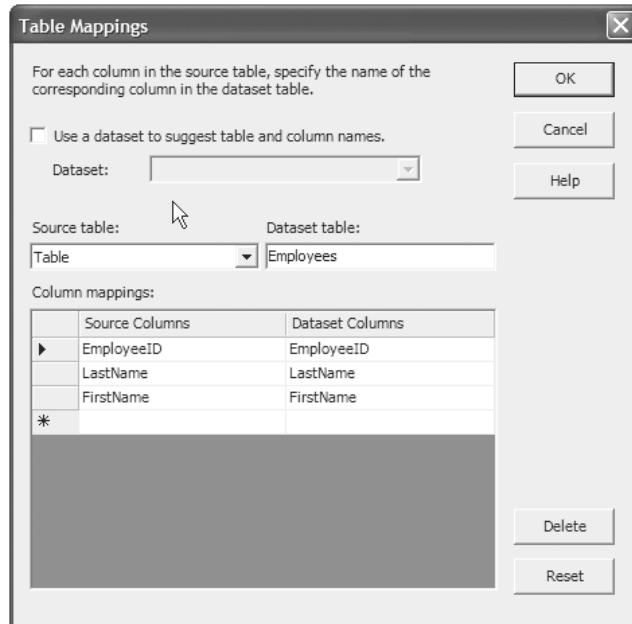 Table Mappings
For each column in the source table, specify the name of the
corresponding column in the dataset table.
OK
Use a dataset to suggest table and column names.
Cancel
Dataset:
Help
Source table: Dataset table:
Table Employees
Column mappings:
Source Columns Dataset Columns
EmployeeID EmployeeID
LastName LastName
FirstName FirstName
Delete
Reset